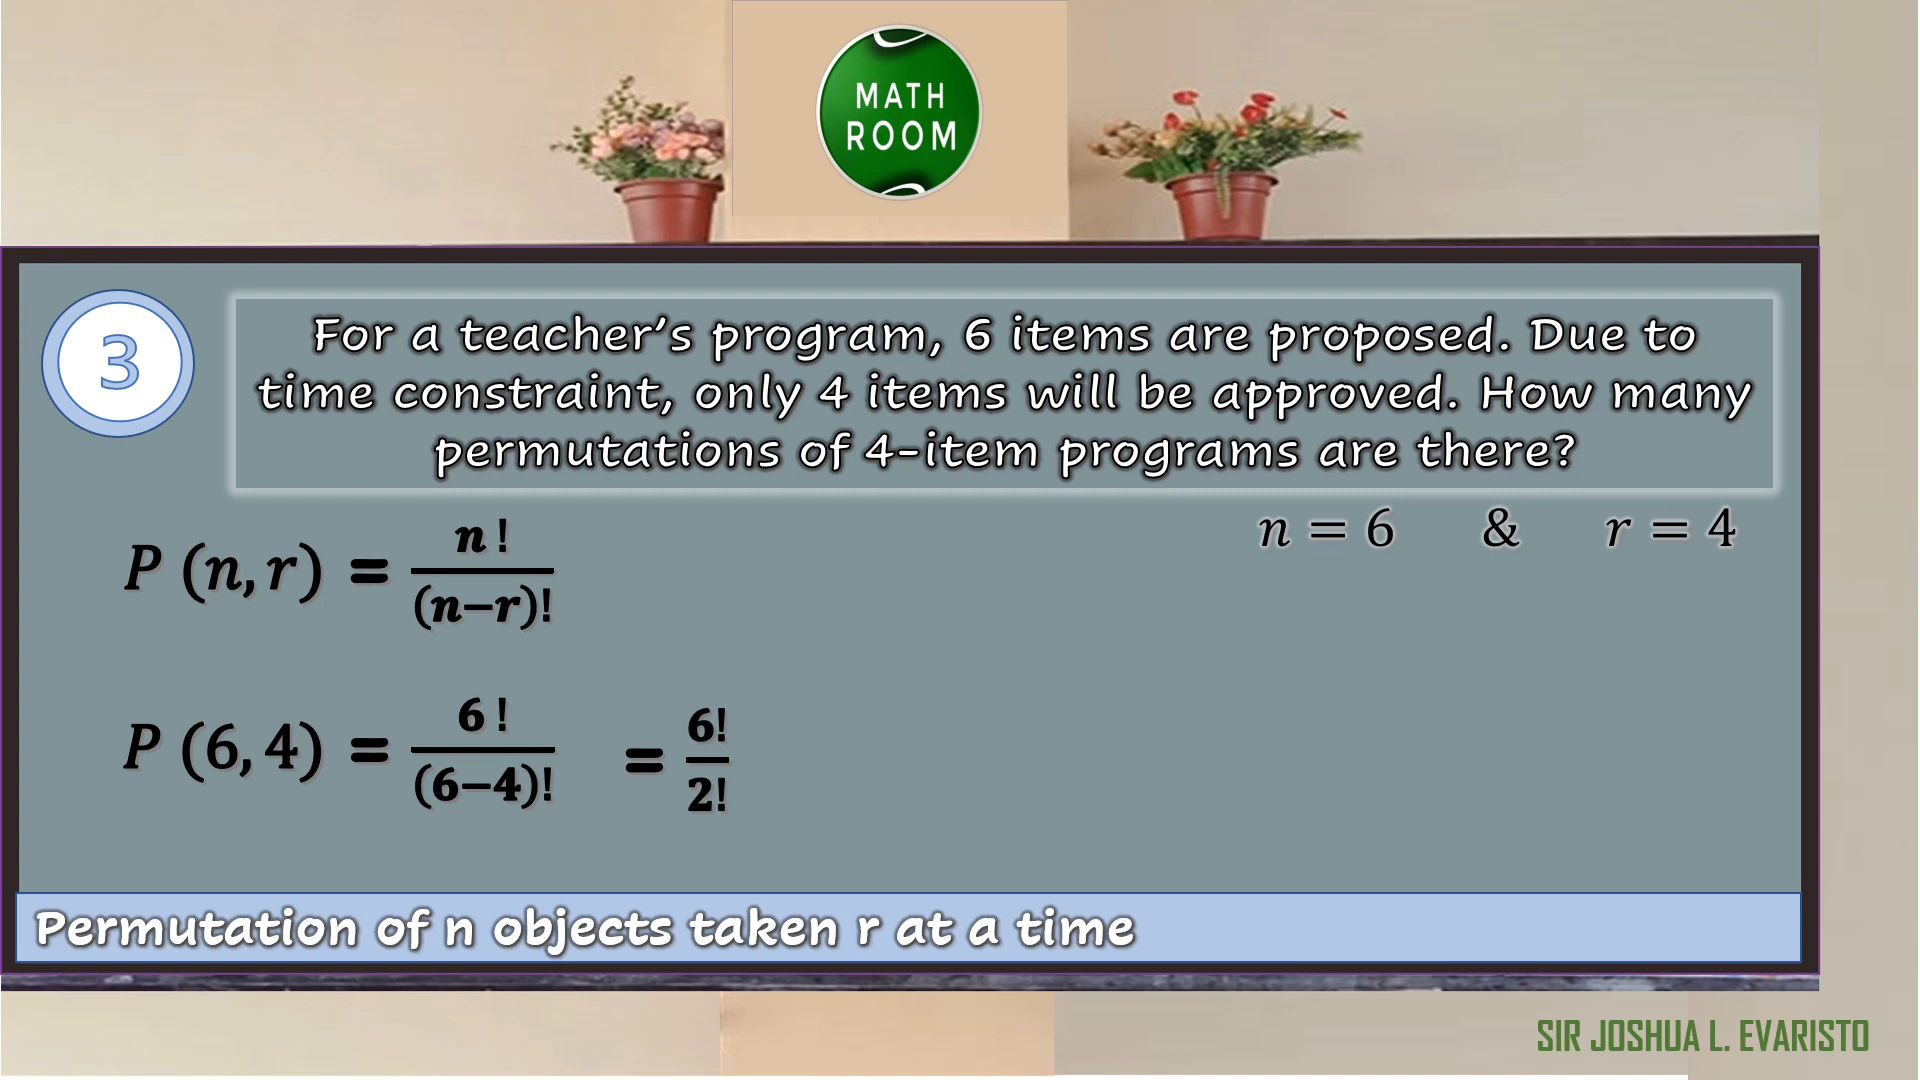 MATH
ROOM
3
For a teacher’s program, 6 items are proposed. Due to
time constraint, only 4 items will be approved. How many
permutations of 4-item programs are there?
n = 6 & r = 4
P (n, r) = n ! / (n−r)!
P (6, 4) = 6 ! / (6−4)! = 6! / 2!
Permutation of n objects taken r at a time
SIR JOSHUA L. EVARISTO